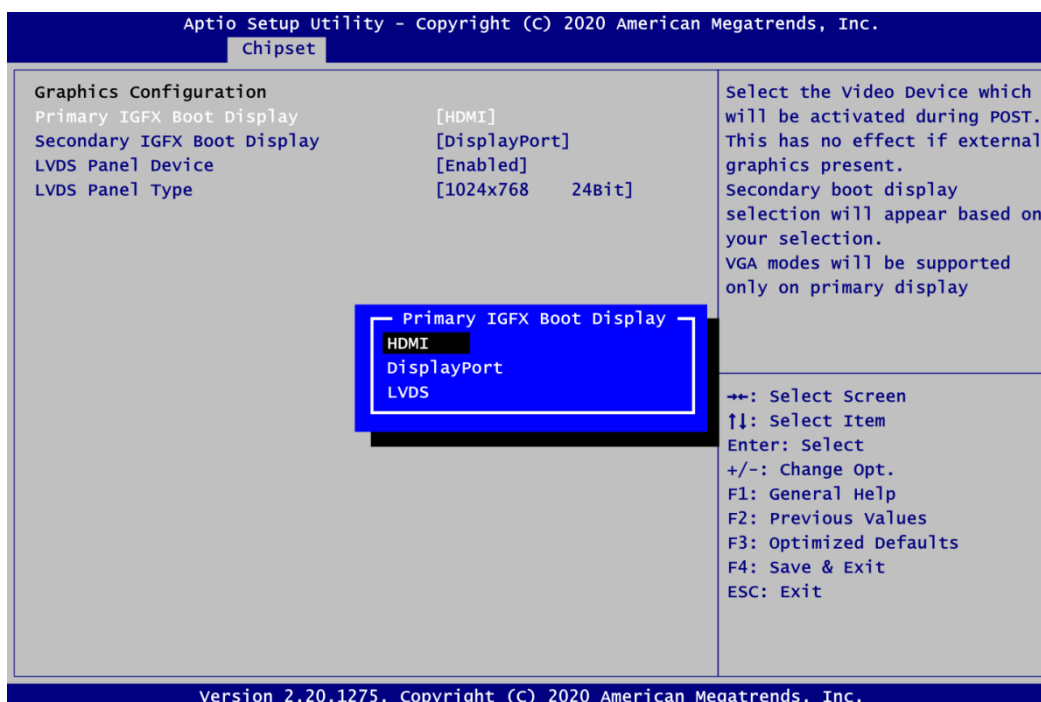 Aptio Setup Utility - Copyright (C) 2020 American Megatrends, Inc.
Chipset
Graphics Configuration
Primary IGFX Boot Display [HDMI]
Secondary IGFX Boot Display [DisplayPort]
LVDS Panel Device [Enabled]
LVDS Panel Type [1024x768 24Bit]
Select the Video Device which
will be activated during POST.
This has no effect if external
graphics present.
Secondary boot display
selection will appear based on
your selection.
VGA modes will be supported
only on primary display
Primary IGFX Boot Display
HDMI
DisplayPort
LVDS
→←: Select Screen
↑↓: Select Item
Enter: Select
+/-: Change Opt.
F1: General Help
F2: Previous Values
F3: Optimized Defaults
F4: Save & Exit
ESC: Exit
Version 2.20.1275. Copyright (C) 2020 American Megatrends, Inc.